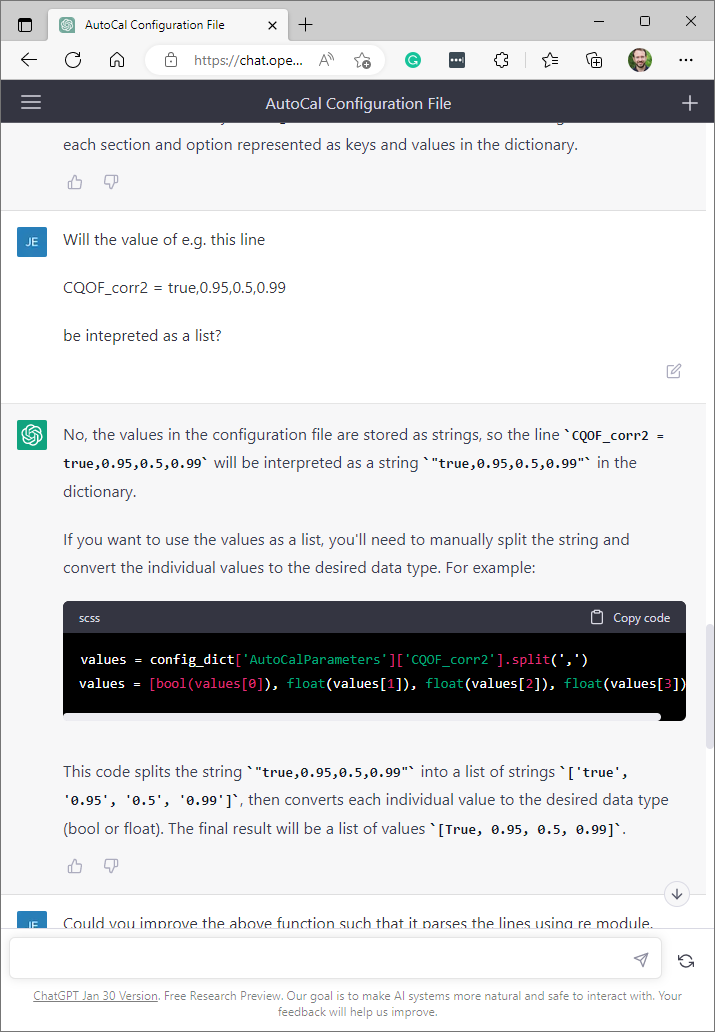 AutoCal Configuration File
https://chat.ope...
AutoCal Configuration File
each section and option represented as keys and values in the dictionary.
JE
Will the value of e.g. this line
CQOF_corr2 = true,0.95,0.5,0.99
be intepreted as a list?
No, the values in the configuration file are stored as strings, so the line `CQOF_corr2 =
true,0.95,0.5,0.99` will be interpreted as a string `"true,0.95,0.5,0.99"` in the
dictionary.
If you want to use the values as a list, you'll need to manually split the string and
convert the individual values to the desired data type. For example:
scss
Copy code
values = config_dict['AutoCalParameters']['CQOF_corr2'].split(',')
values = [bool(values[0]), float(values[1]), float(values[2]), float(values[3])
This code splits the string `"true,0.95,0.5,0.99"` into a list of strings `['true',
'0.95', '0.5', '0.99']`, then converts each individual value to the desired data type
(bool or float). The final result will be a list of values `[True, 0.95, 0.5, 0.99]`.
JE
Could you improve the above function such that it parses the lines using re module.
ChatGPT Jan 30 Version. Free Research Preview. Our goal is to make AI systems more natural and safe to interact with. Your
feedback will help us improve.